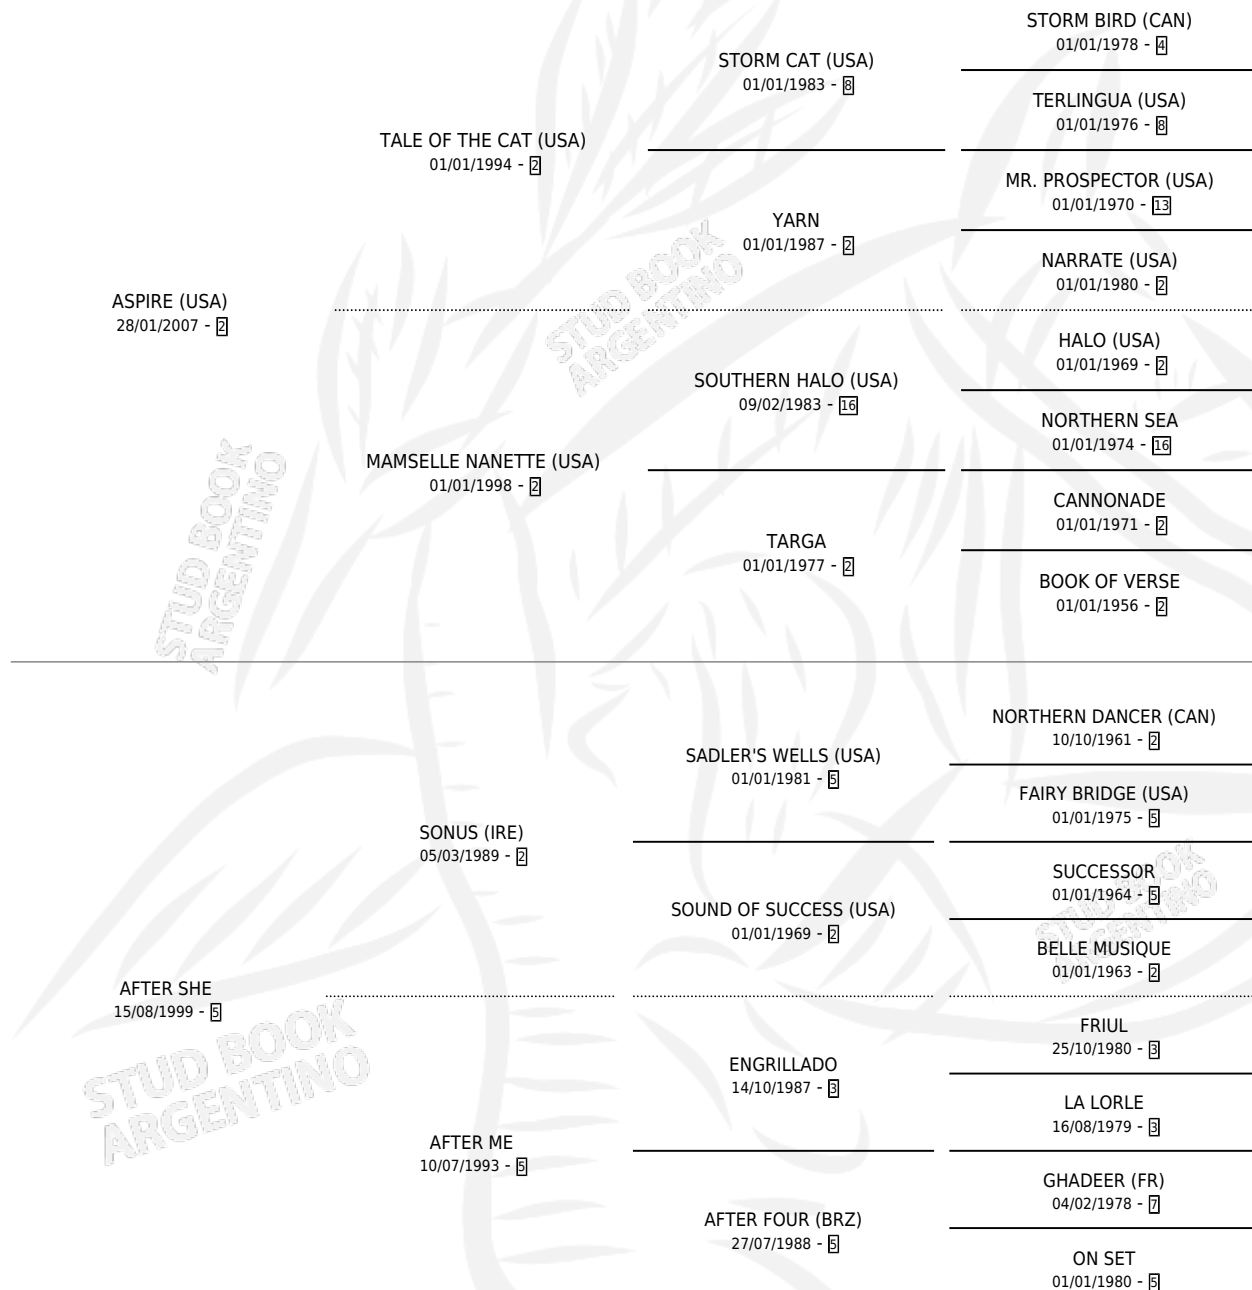 ASPIRE (USA)
28/01/2007 - 2
TALE OF THE CAT (USA)
01/01/1994 - 2
STORM CAT (USA)
01/01/1983 - 8
STORM BIRD (CAN)
01/01/1978 - 4
TERLINGUA (USA)
01/01/1976 - 8
YARN
01/01/1987 - 2
MR. PROSPECTOR (USA)
01/01/1970 - 13
NARRATE (USA)
01/01/1980 - 2
MAMSELLE NANETTE (USA)
01/01/1998 - 2
SOUTHERN HALO (USA)
09/02/1983 - 16
HALO (USA)
01/01/1969 - 2
NORTHERN SEA
01/01/1974 - 16
TARGA
01/01/1977 - 2
CANNONADE
01/01/1971 - 2
BOOK OF VERSE
01/01/1956 - 2
AFTER SHE
15/08/1999 - 5
SONUS (IRE)
05/03/1989 - 2
SADLER'S WELLS (USA)
01/01/1981 - 5
NORTHERN DANCER (CAN)
10/10/1961 - 2
FAIRY BRIDGE (USA)
01/01/1975 - 5
SOUND OF SUCCESS (USA)
01/01/1969 - 2
SUCCESSOR
01/01/1964 - 5
BELLE MUSIQUE
01/01/1963 - 2
AFTER ME
10/07/1993 - 5
ENGRILLADO
14/10/1987 - 3
FRIUL
25/10/1980 - 3
LA LORLE
16/08/1979 - 3
AFTER FOUR (BRZ)
27/07/1988 - 5
GHADEER (FR)
04/02/1978 - 7
ON SET
01/01/1980 - 5
STUD BOOK
ARGENTINO
STUD BOOK
ARGENTINO
STUD BOOK
ARGENTINO
STUD BOOK
ARGENTINO